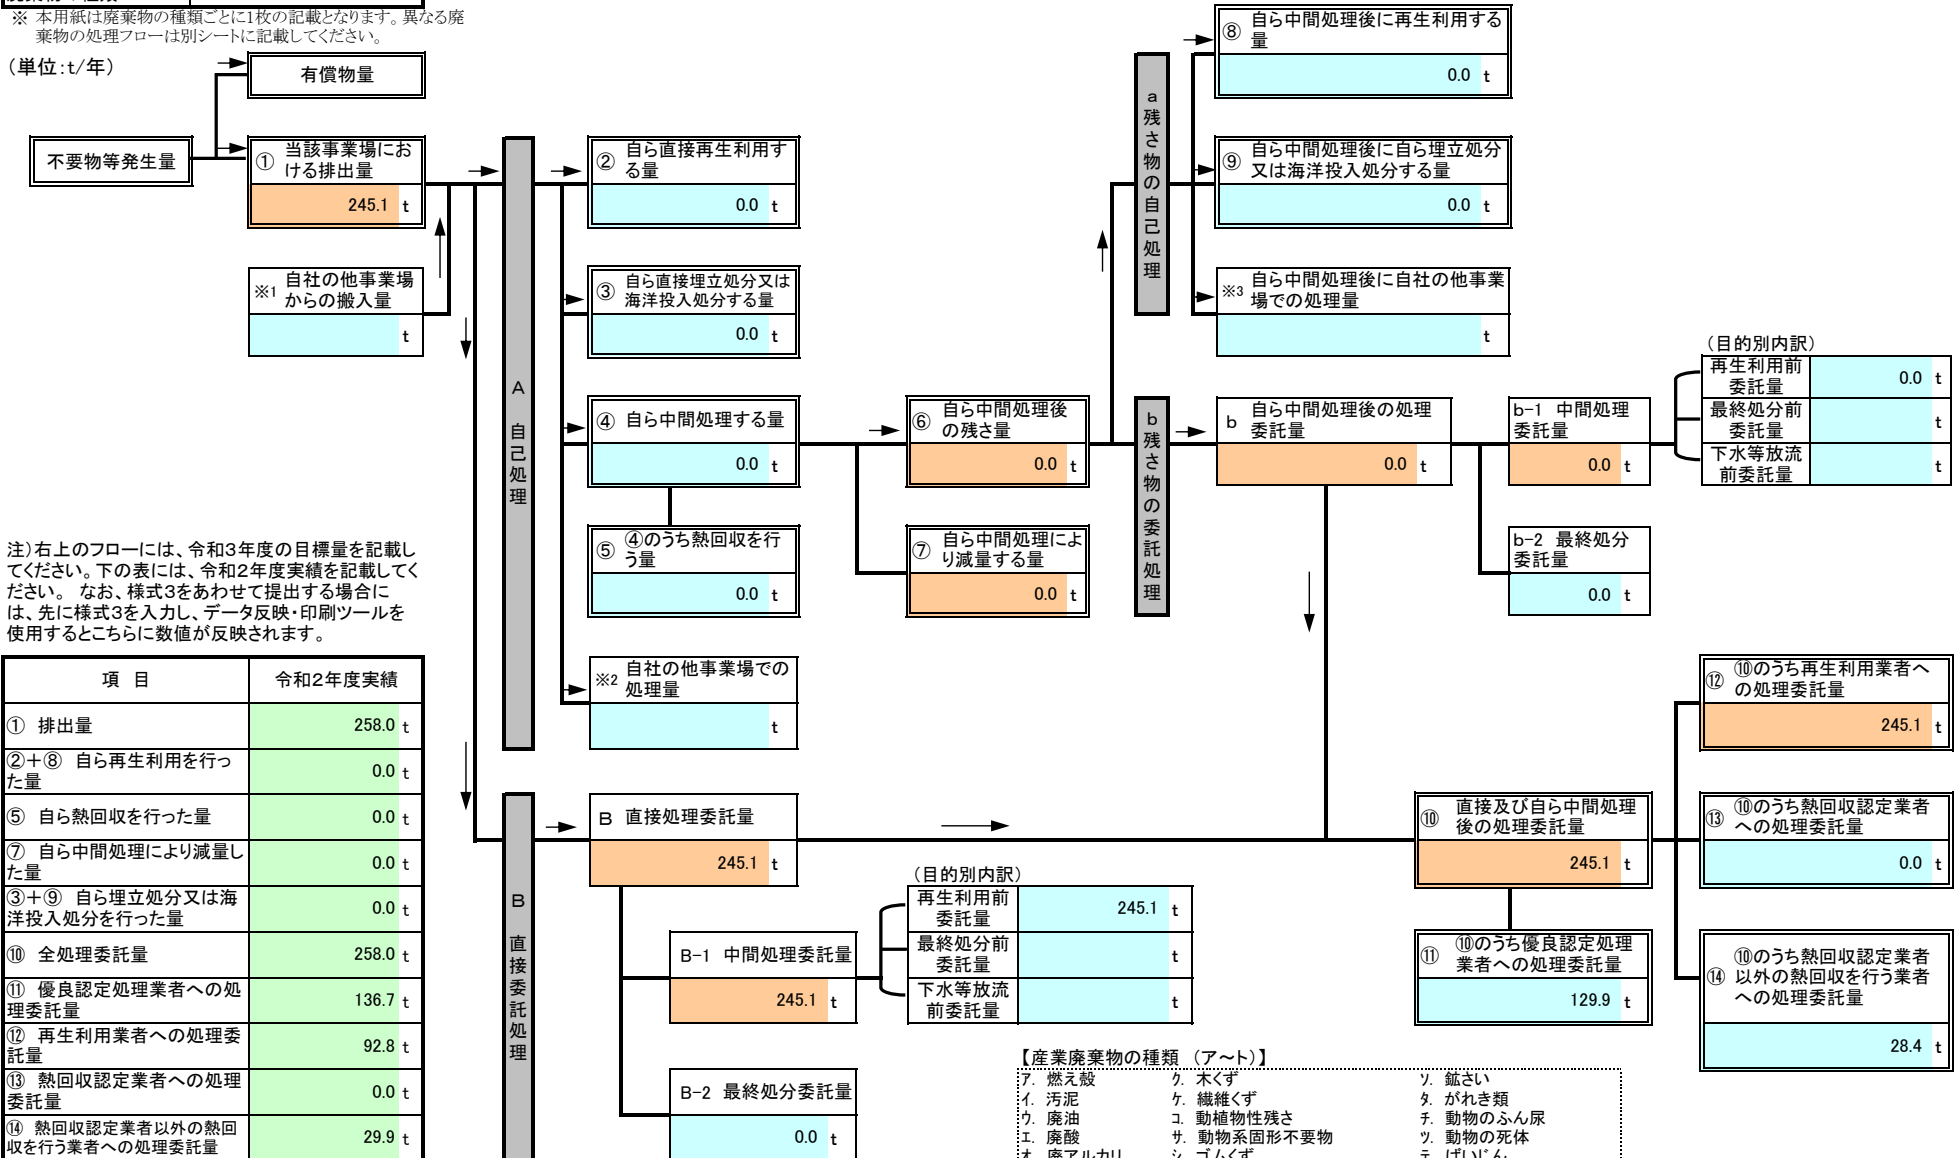 ※ 本用紙は廃棄物の種類ごとに1枚の記載となります。異なる廃
棄物の処理フローは別シートに記載してください。
（単位：t/年）
有償物量
不要物等発生量
① 当該事業場にお
ける排出量
245.1 t
※1 自社の他事業場
からの搬入量
t
A 自己処理
② 自ら直接再生利用す
る量
0.0 t
③ 自ら直接埋立処分又は
海洋投入処分する量
0.0 t
④ 自ら中間処理する量
0.0 t
⑤ ④のうち熱回収を行
う量
0.0 t
※2 自社の他事業場での
処理量
t
⑥ 自ら中間処理後
の残さ量
0.0 t
⑦ 自ら中間処理によ
り減量する量
0.0 t
a 残さ物の自己処理
⑧ 自ら中間処理後に再生利用する
量
0.0 t
⑨ 自ら中間処理後に自ら埋立処分
又は海洋投入処分する量
0.0 t
※3 自ら中間処理後に自社の他事業
場での処理量
t
b 残さ物の委託処理
b 自ら中間処理後の処理
委託量
0.0 t
b-1 中間処理
委託量
0.0 t
（目的別内訳）
再生利用前
委託量 0.0 t
最終処分前
委託量 t
下水等放流
前委託量 t
b-2 最終処分
委託量
0.0 t
注）右上のフローには、令和3年度の目標量を記載し
てください。下の表には、令和2年度実績を記載してく
ださい。 なお、様式3をあわせて提出する場合に
は、先に様式3を入力し、データ反映・印刷ツールを
使用するとこちらに数値が反映されます。
項 目 令和2年度実績
① 排出量 258.0 t
②＋⑧ 自ら再生利用を行っ
た量 0.0 t
⑤ 自ら熱回収を行った量 0.0 t
⑦ 自ら中間処理により減量し
た量 0.0 t
③＋⑨ 自ら埋立処分又は海
洋投入処分を行った量 0.0 t
⑩ 全処理委託量 258.0 t
⑪ 優良認定処理業者への処
理委託量 136.7 t
⑫ 再生利用業者への処理委
託量 92.8 t
⑬ 熱回収認定業者への処理
委託量 0.0 t
⑭ 熱回収認定業者以外の熱回
収を行う業者への処理委託量 29.9 t
B 直接委託処理
B 直接処理委託量
245.1 t
B-1 中間処理委託量
245.1 t
（目的別内訳）
再生利用前
委託量 245.1 t
最終処分前
委託量 t
下水等放流
前委託量 t
B-2 最終処分委託量
0.0 t
⑩ 直接及び自ら中間処理
後の処理委託量
245.1 t
⑪ ⑩のうち優良認定処理
業者への処理委託量
129.9 t
⑫ ⑩のうち再生利用業者へ
の処理委託量
245.1 t
⑬ ⑩のうち熱回収認定業者
への処理委託量
0.0 t
⑭ ⑩のうち熱回収認定業者
以外の熱回収を行う業者
への処理委託量
28.4 t
【産業廃棄物の種類 （ア～ト）】
ア. 燃え殻 ク. 木くず ソ. 鉱さい
イ. 汚泥 ケ. 繊維くず タ. がれき類
ウ. 廃油 コ. 動植物性残さ チ. 動物のふん尿
エ. 廃酸 サ. 動物系固形不要物 ツ. 動物の死体
オ. 廃アルカリ シ. ゴムくず テ. ばいじん